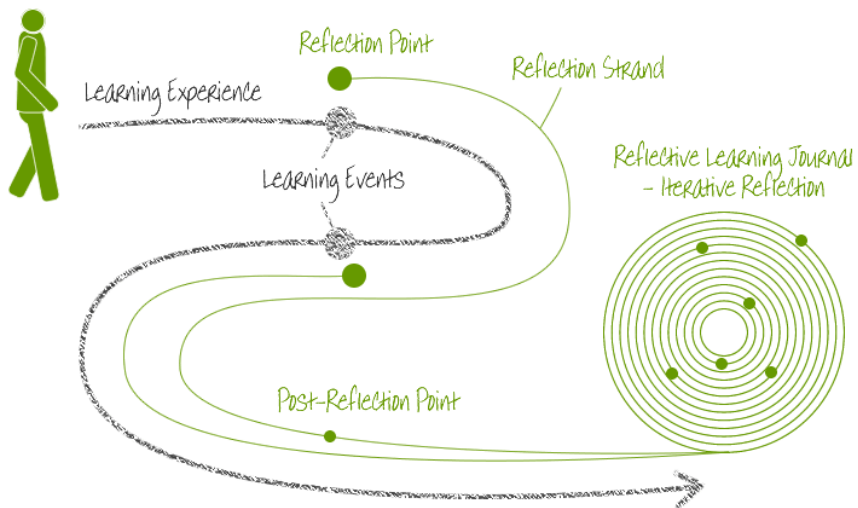 Reflection Point
Reflection Strand
Learning Experience
Learning Events
Reflective Learning Journal
- Iterative Reflection
Post-Reflection Point